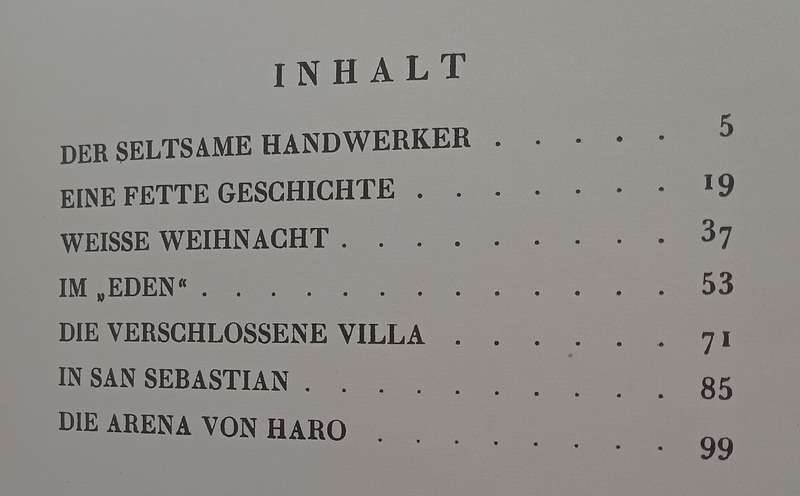 INHALT
DER SELTSAME HANDWERKER . . . . . 5
EINE FETTE GESCHICHTE . . . . . . . 19
WEISSE WEIHNACHT . . . . . . . . . 37
IM „EDEN“ . . . . . . . . . . . . . 53
DIE VERSCHLOSSENE VILLA . . . . . . 71
IN SAN SEBASTIAN . . . . . . . . . . 85
DIE ARENA VON HARO . . . . . . . . 99